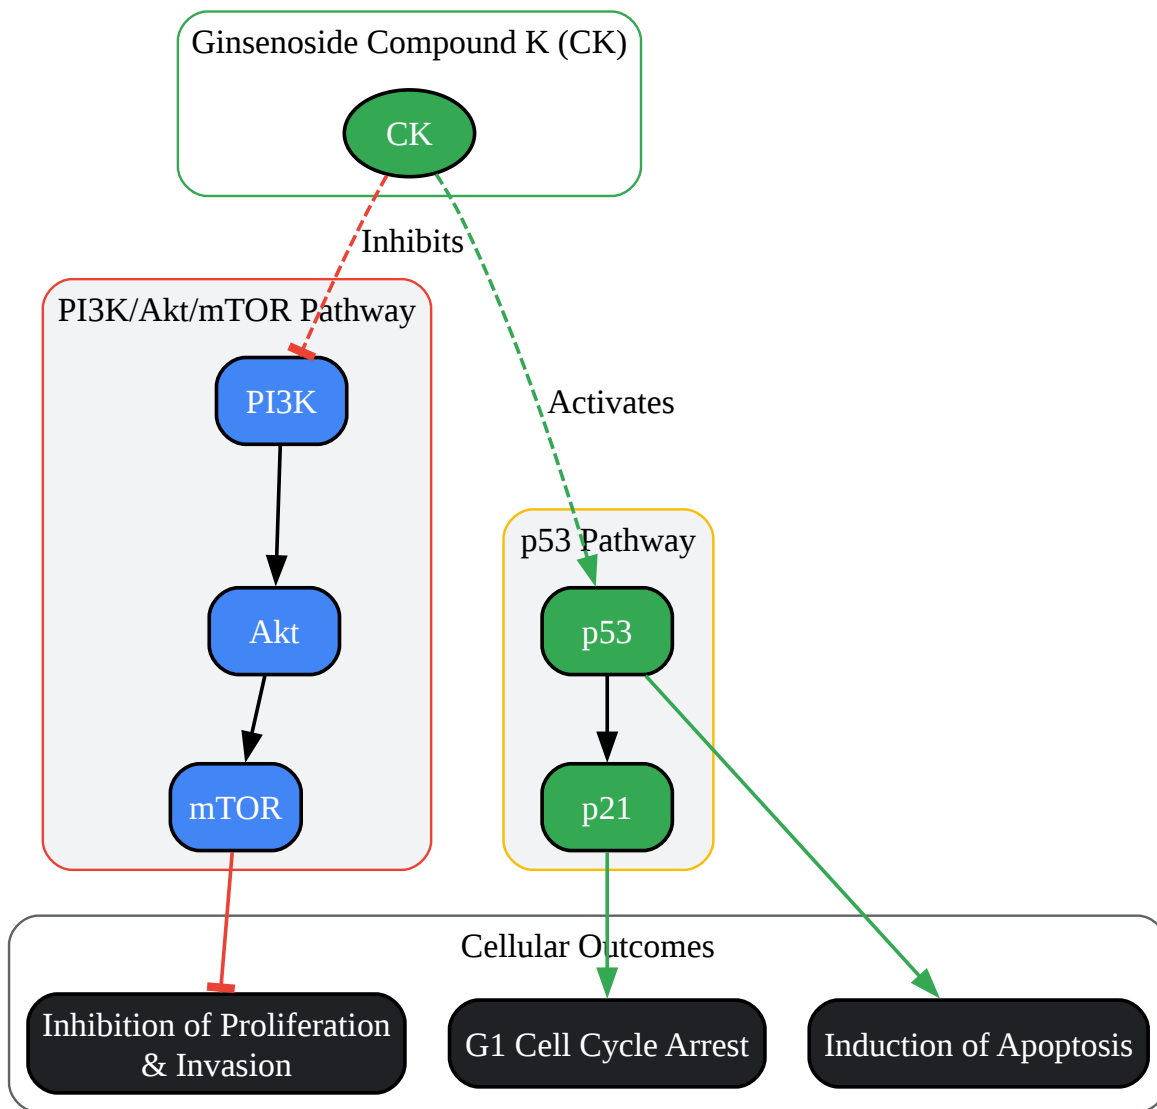 Ginsenoside Compound K (CK)
CK
Inhibits
PI3K/Akt/mTOR Pathway
PI3K
Activates
p53 Pathway
Akt
p53
mTOR
p21
Cellular Outcomes
Inhibition of Proliferation
& Invasion
G1 Cell Cycle Arrest
Induction of Apoptosis